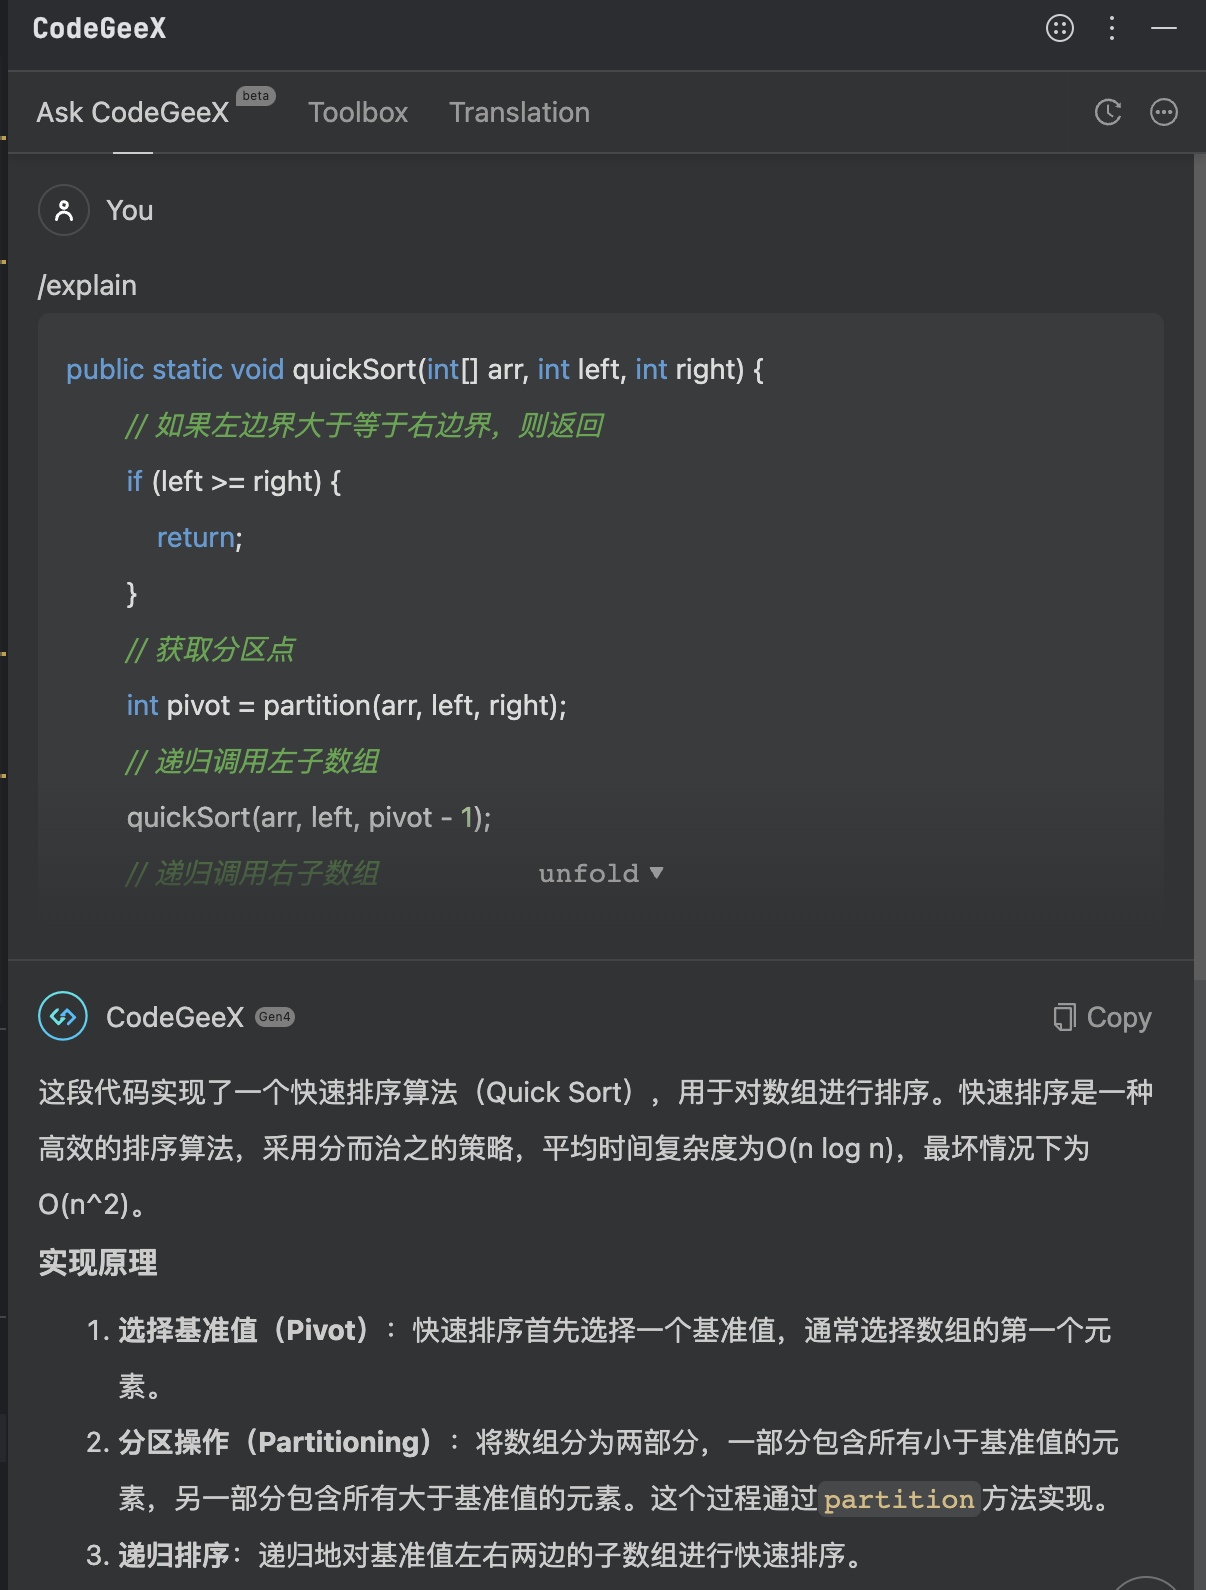 CodeGeeX
Ask CodeGeeX beta Toolbox Translation
You
/explain
public static void quickSort(int[] arr, int left, int right) {
// 如果左边界大于等于右边界，则返回
if (left >= right) {
return;
}
// 获取分区点
int pivot = partition(arr, left, right);
// 递归调用左子数组
quickSort(arr, left, pivot - 1);
// 递归调用右子数组
unfold ▼
CodeGeeX Gen4 Copy
这段代码实现了一个快速排序算法（Quick Sort），用于对数组进行排序。快速排序是一种
高效的排序算法，采用分而治之的策略，平均时间复杂度为O(n log n)，最坏情况下为
O(n^2)。
实现原理
1. 选择基准值（Pivot）：快速排序首先选择一个基准值，通常选择数组的第一个元
素。
2. 分区操作（Partitioning）：将数组分为两部分，一部分包含所有小于基准值的元
素，另一部分包含所有大于基准值的元素。这个过程通过partition方法实现。
3. 递归排序：递归地对基准值左右两边的子数组进行快速排序。